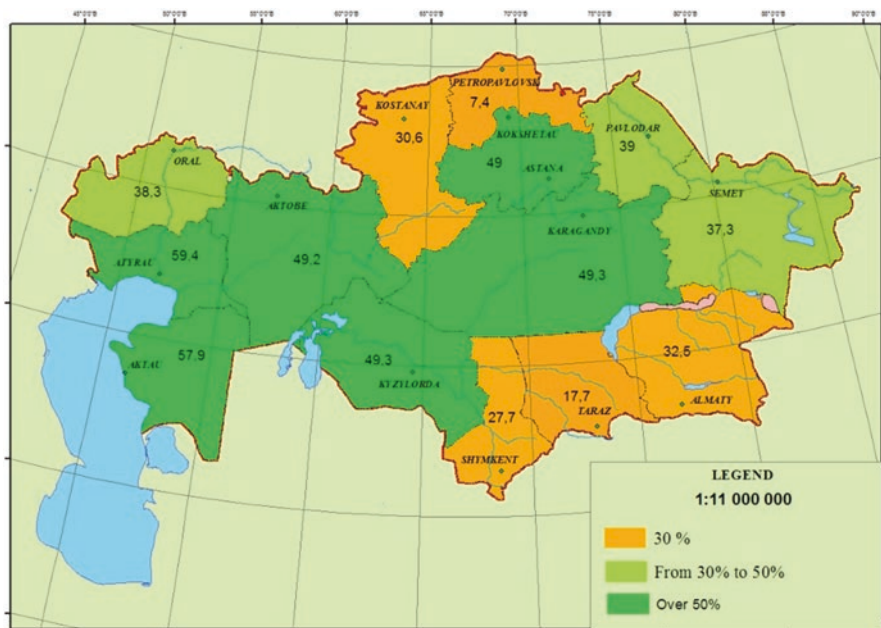 PETROPAVLOVSK
7,4
KOSTANAY
30,6
KOKSHETAU
49
ASTANA
PAVLODAR
39
ORAL
38,3
SEMEY
37,3
AKTOBE
49,2
KARAGANDY
49,3
ATYRAU
59,4
AKTAU
57,9
49,3
KYZYLORDA
32,5
ALMATY
17,7
TARAZ
27,7
SHYMKENT
LEGEND
1:11 000 000
30 %
From 30% to 50%
Over 50%